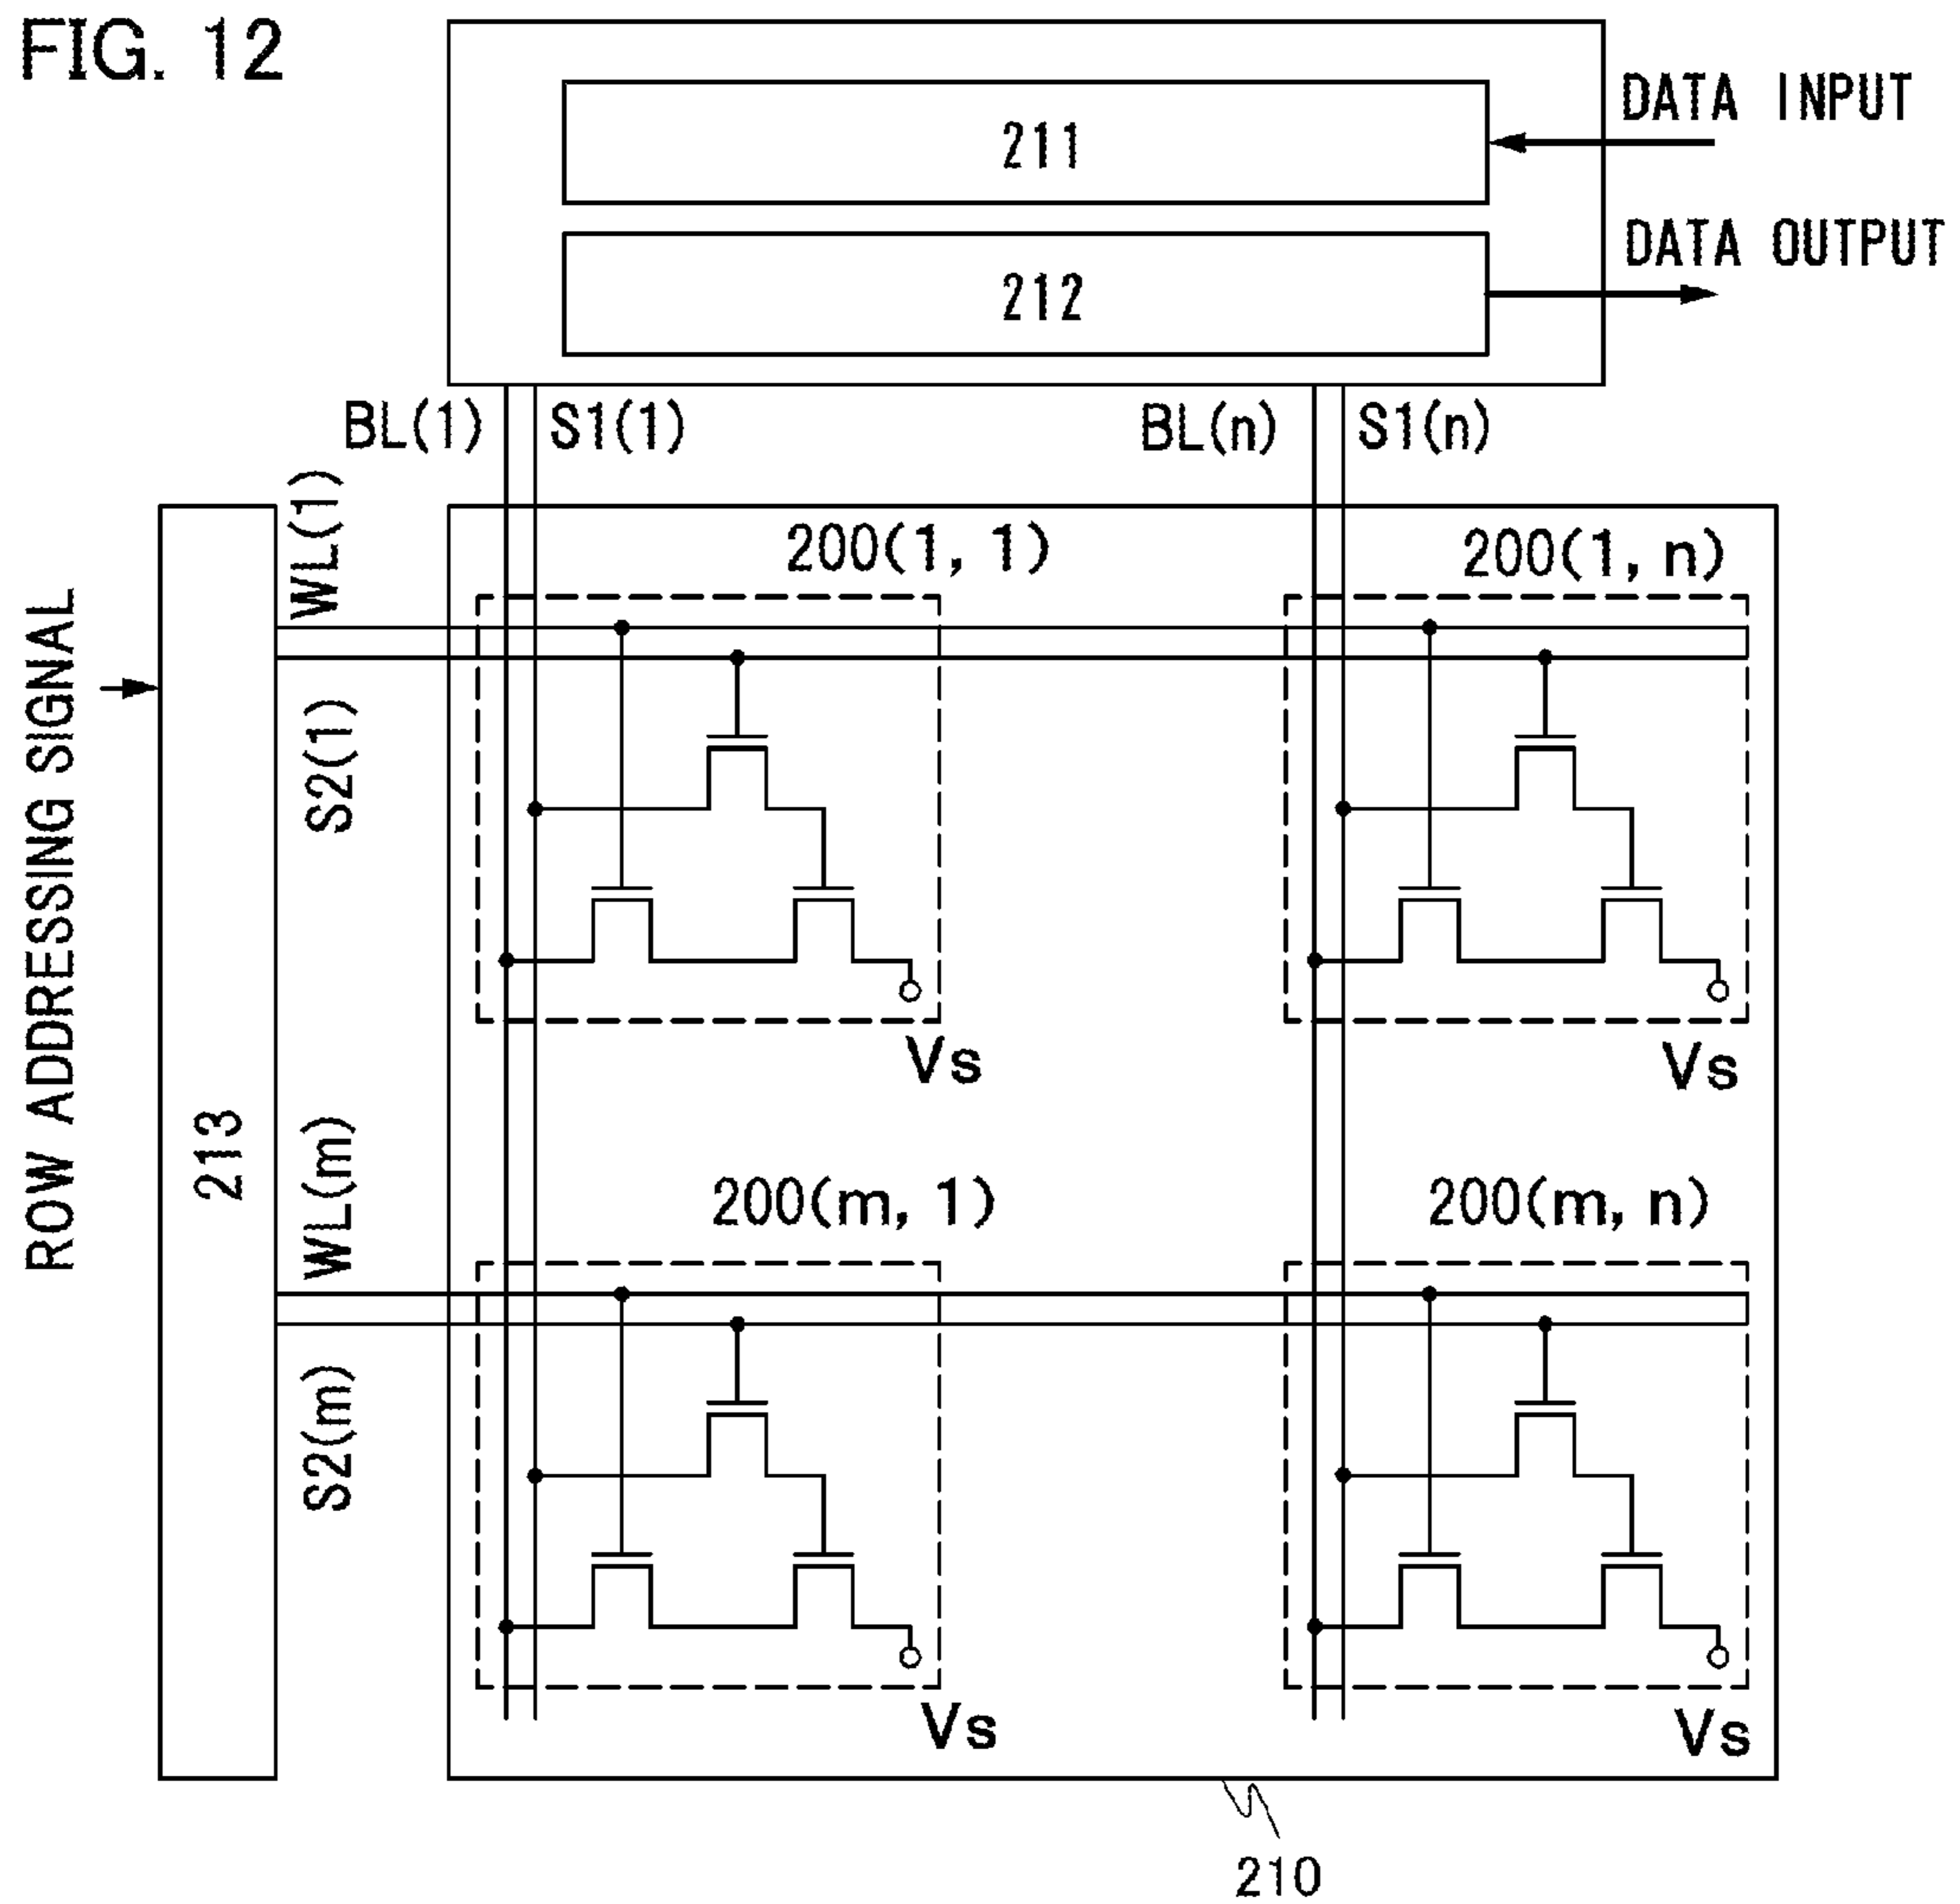 FIG. 12
211
DATA INPUT
212
DATA OUTPUT
BL(1)
S1(1)
BL(n)
S1(n)
WL(1)
200(1, 1)
200(1, n)
ROW ADDRESSING SIGNAL
S2(1)
Vs
Vs
213
WL(m)
200(m, 1)
200(m, n)
S2(m)
Vs
Vs
210